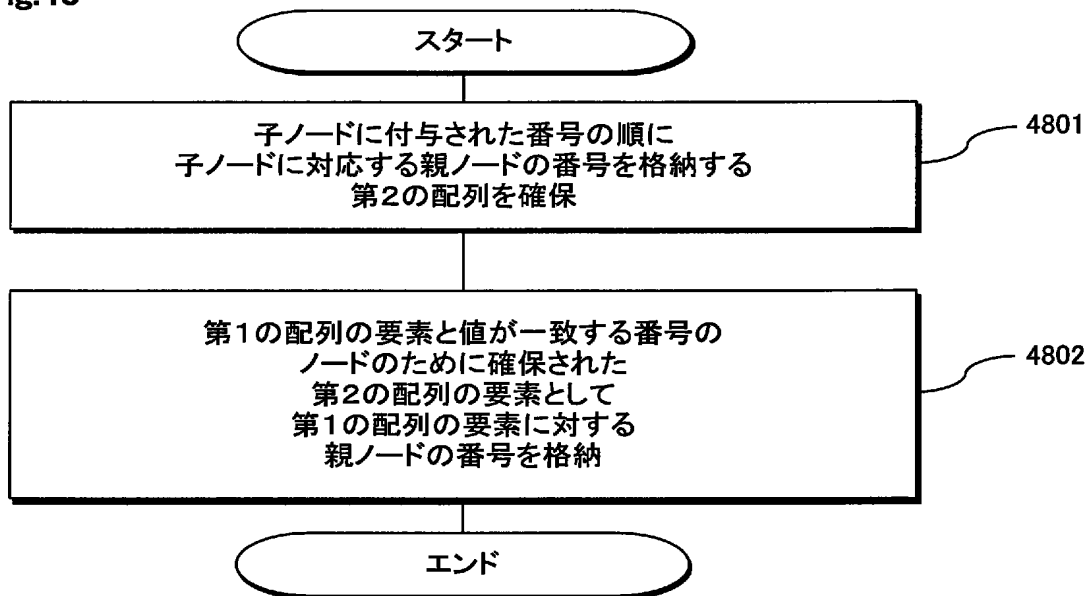 スタート
子ノードに付与された番号の順に
子ノードに対応する親ノードの番号を格納する
第2の配列を確保
4801
第1の配列の要素と値が一致する番号の
ノードのために確保された
第2の配列の要素として
第1の配列の要素に対する
親ノードの番号を格納
4802
エンド